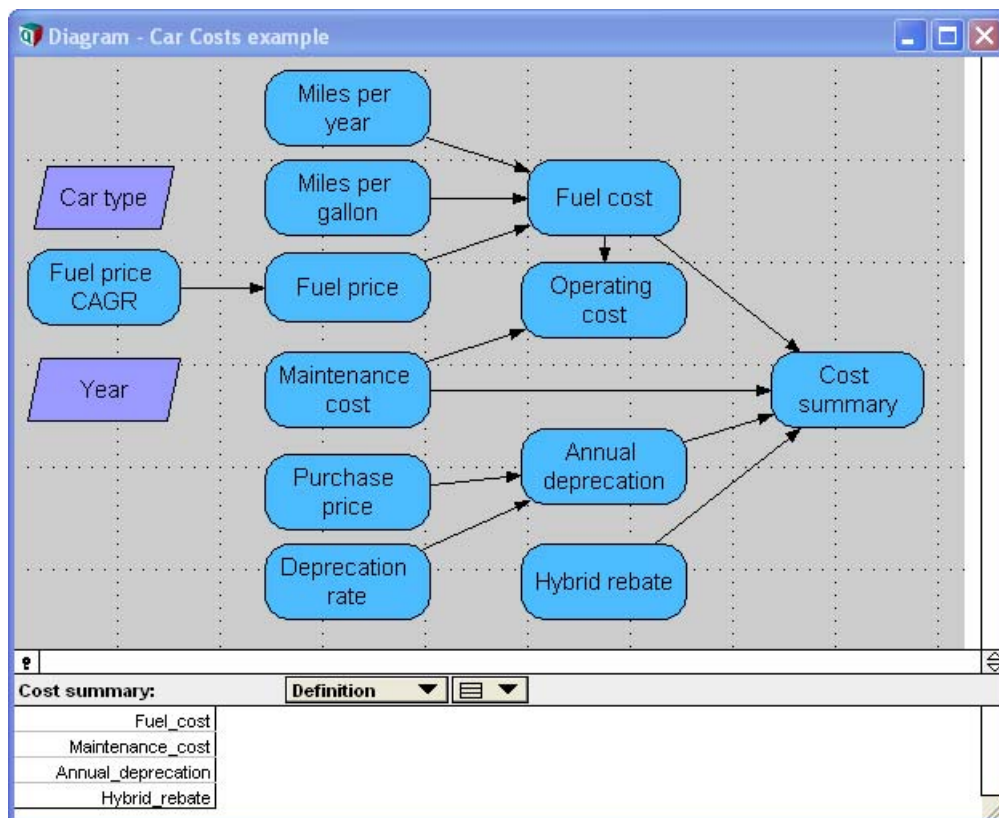 Diagram - Car Costs example
Miles per
year
Car type
Miles per
gallon
Fuel cost
Fuel price
CAGR
Fuel price
Operating
cost
Year
Maintenance
cost
Cost
summary
Purchase
price
Annual
deprecation
Deprecation
rate
Hybrid rebate
Cost summary:
Definition
Fuel_cost
Maintenance_cost
Annual_deprecation
Hybrid_rebate